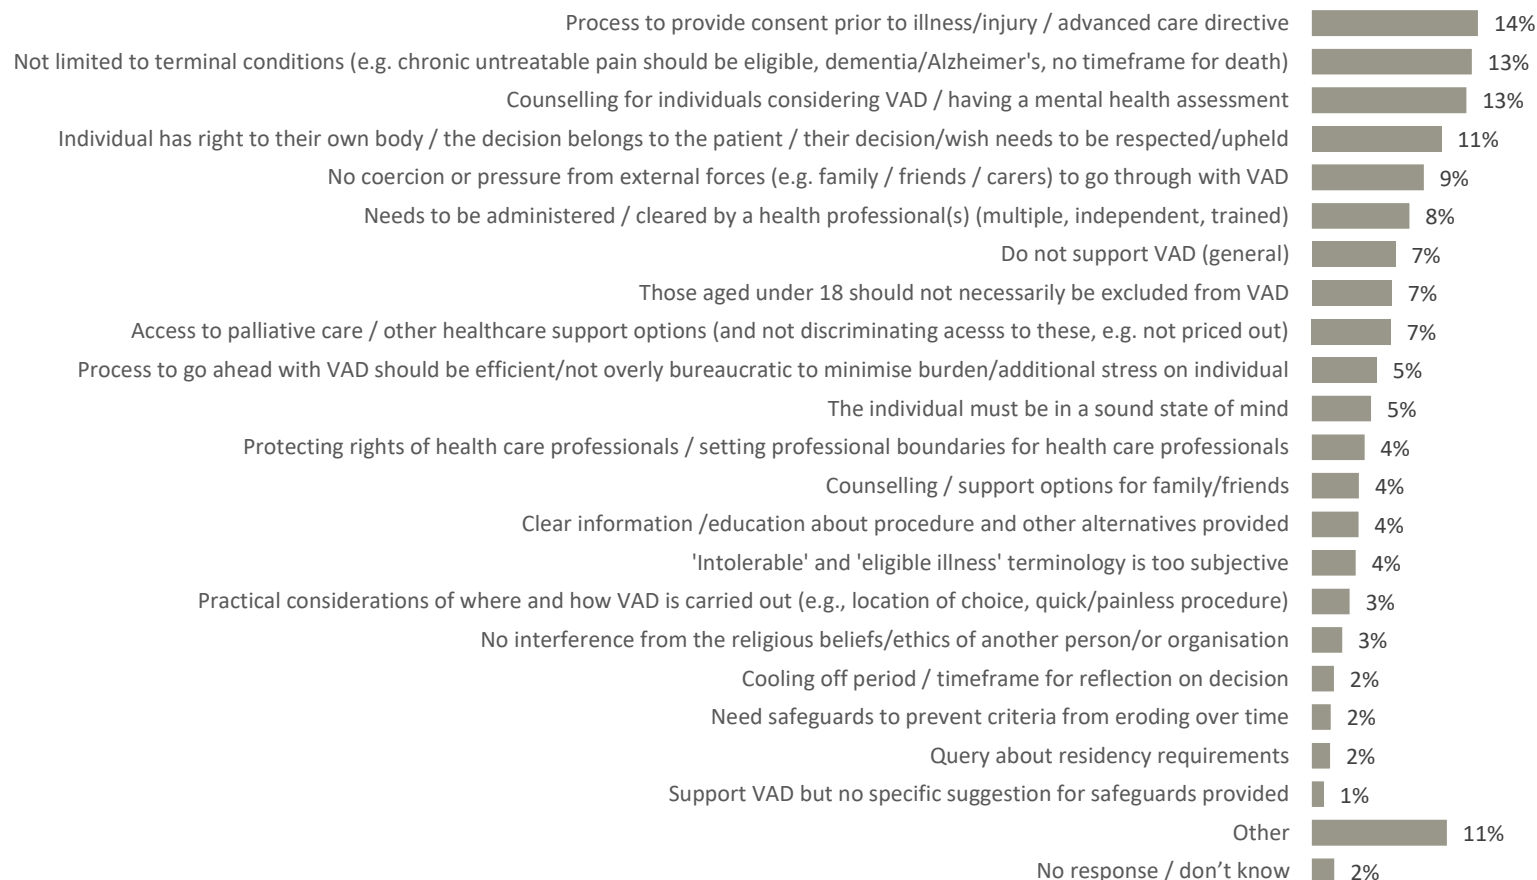 Process to provide consent prior to illness/injury / advanced care directive 14%
Not limited to terminal conditions (e.g. chronic untreatable pain should be eligible, dementia/Alzheimer's, no timeframe for death) 13%
Counselling for individuals considering VAD / having a mental health assessment 13%
Individual has right to their own body / the decision belongs to the patient / their decision/wish needs to be respected/upheld 11%
No coercion or pressure from external forces (e.g. family / friends / carers) to go through with VAD 9%
Needs to be administered / cleared by a health professional(s) (multiple, independent, trained) 8%
Do not support VAD (general) 7%
Those aged under 18 should not necessarily be excluded from VAD 7%
Access to palliative care / other healthcare support options (and not discriminating acesss to these, e.g. not priced out) 7%
Process to go ahead with VAD should be efficient/not overly bureaucratic to minimise burden/additional stress on individual 5%
The individual must be in a sound state of mind 5%
Protecting rights of health care professionals / setting professional boundaries for health care professionals 4%
Counselling / support options for family/friends 4%
Clear information /education about procedure and other alternatives provided 4%
'Intolerable' and 'eligible illness' terminology is too subjective 4%
Practical considerations of where and how VAD is carried out (e.g., location of choice, quick/painless procedure) 3%
No interference from the religious beliefs/ethics of another person/or organisation 3%
Cooling off period / timeframe for reflection on decision 2%
Need safeguards to prevent criteria from eroding over time 2%
Query about residency requirements 2%
Support VAD but no specific suggestion for safeguards provided 1%
Other 11%
No response / don’t know 2%